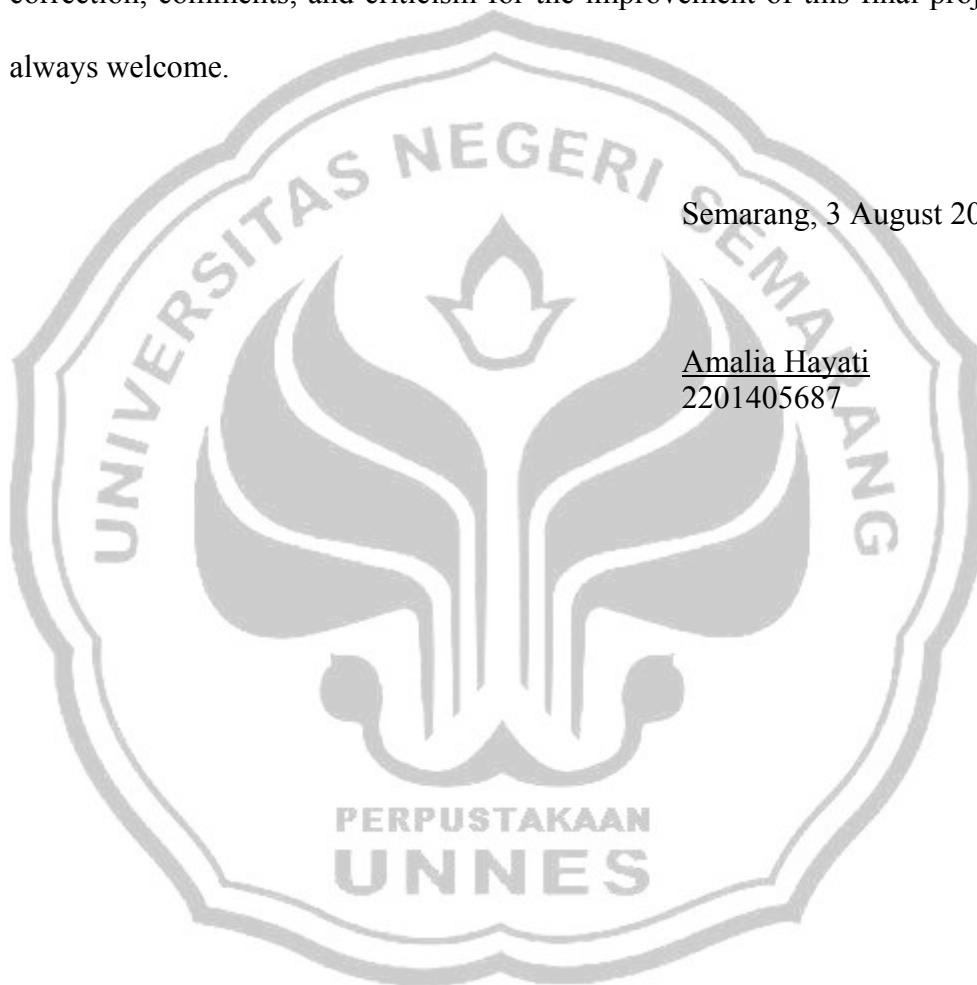 correction, comments, and criticism for the improvement of this final proj
always welcome.
UNIVERSITAS NEGERI SEMARANG
Semarang, 3 August 20
Amalia Hayati
2201405687
PERPUSTAKAAN
UNNES